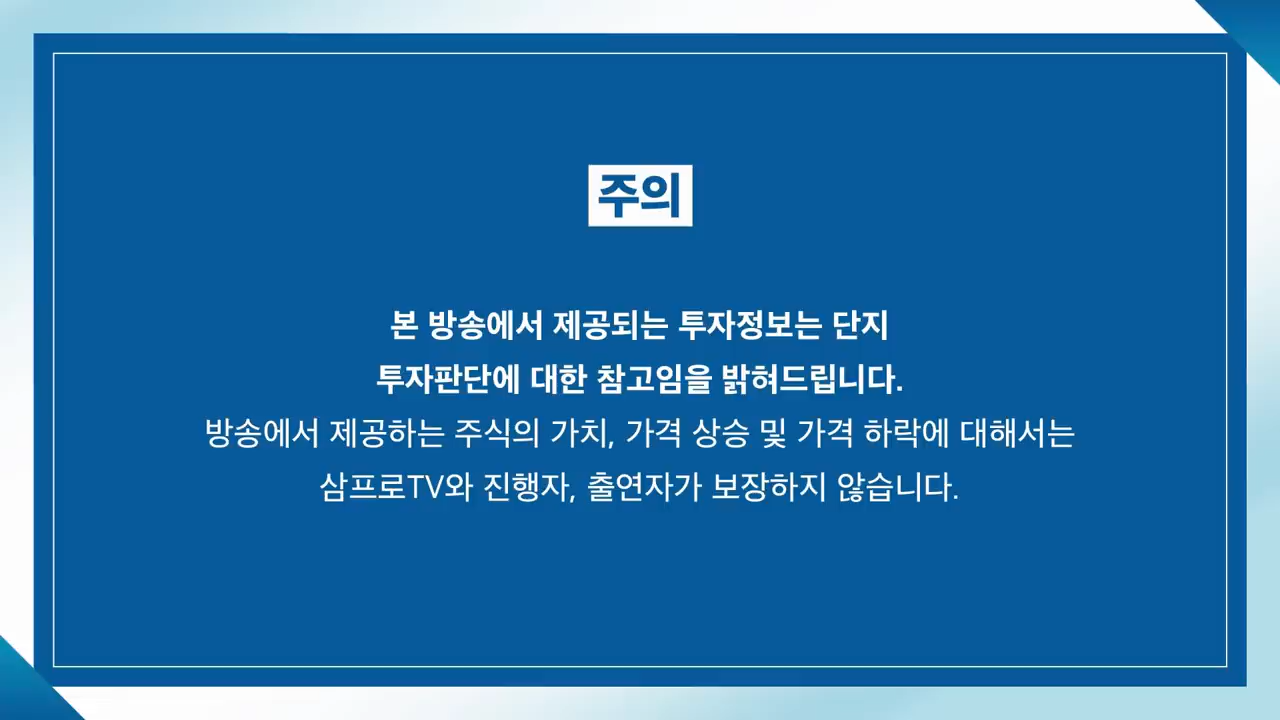 주의
본 방송에서 제공되는 투자정보는 단지
투자판단에 대한 참고임을 밝혀드립니다.
방송에서 제공하는 주식의 가치, 가격 상승 및 가격 하락에 대해서는
삼프로TV와 진행자, 출연자가 보장하지 않습니다.